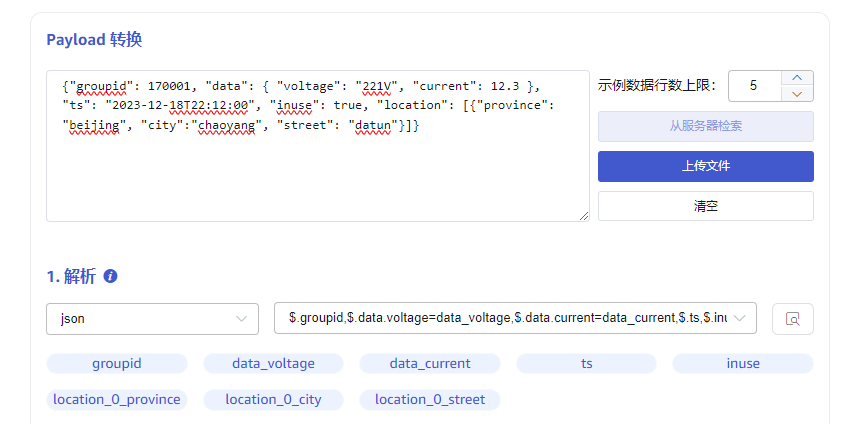 Payload 转换
{"groupid": 170001, "data": { "voltage": "221V", "current": 12.3 },
"ts": "2023-12-18T22:12:00", "inuse": true, "location": [{"province":
"beijing", "city":"chaoyang", "street": "datun"}]}
示例数据行数上限： 5
从服务器检索
上传文件
清空
1. 解析
json $.groupid,$.data.voltage=data_voltage,$.data.current=data_current,$.ts,$.inu
groupid data_voltage data_current ts inuse
location_0_province location_0_city location_0_street